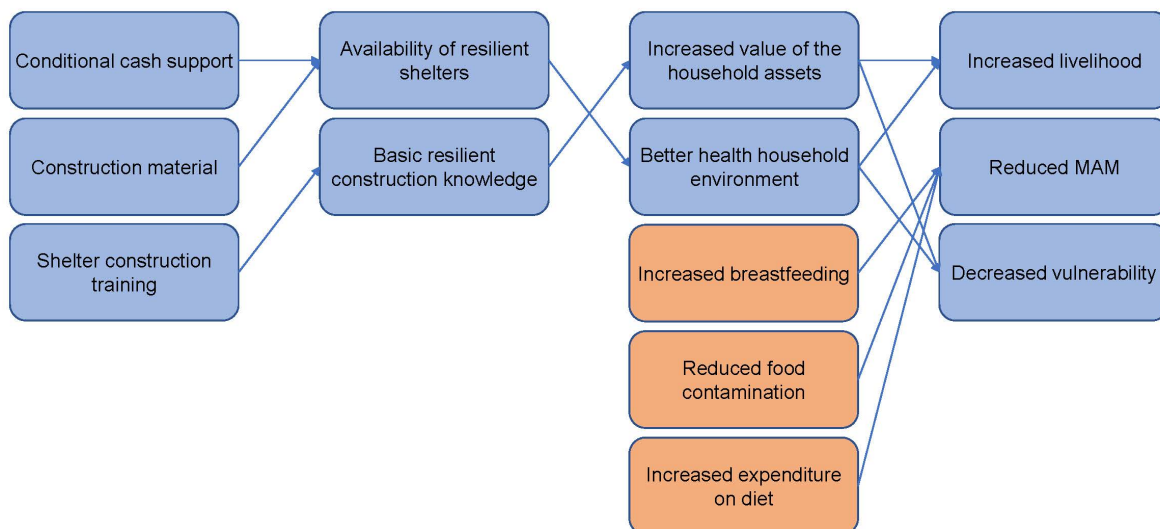 Conditional cash support
Construction material
Shelter construction
training
Availability of resilient
shelters
Basic resilient
construction knowledge
Increased value of the
household assets
Better health household
environment
Increased breastfeeding
Reduced food
contamination
Increased expenditure
on diet
Increased livelihood
Reduced MAM
Decreased vulnerability